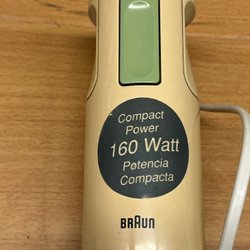 Compact
Power
160 Watt
Potencia
Compacta
BRAUN